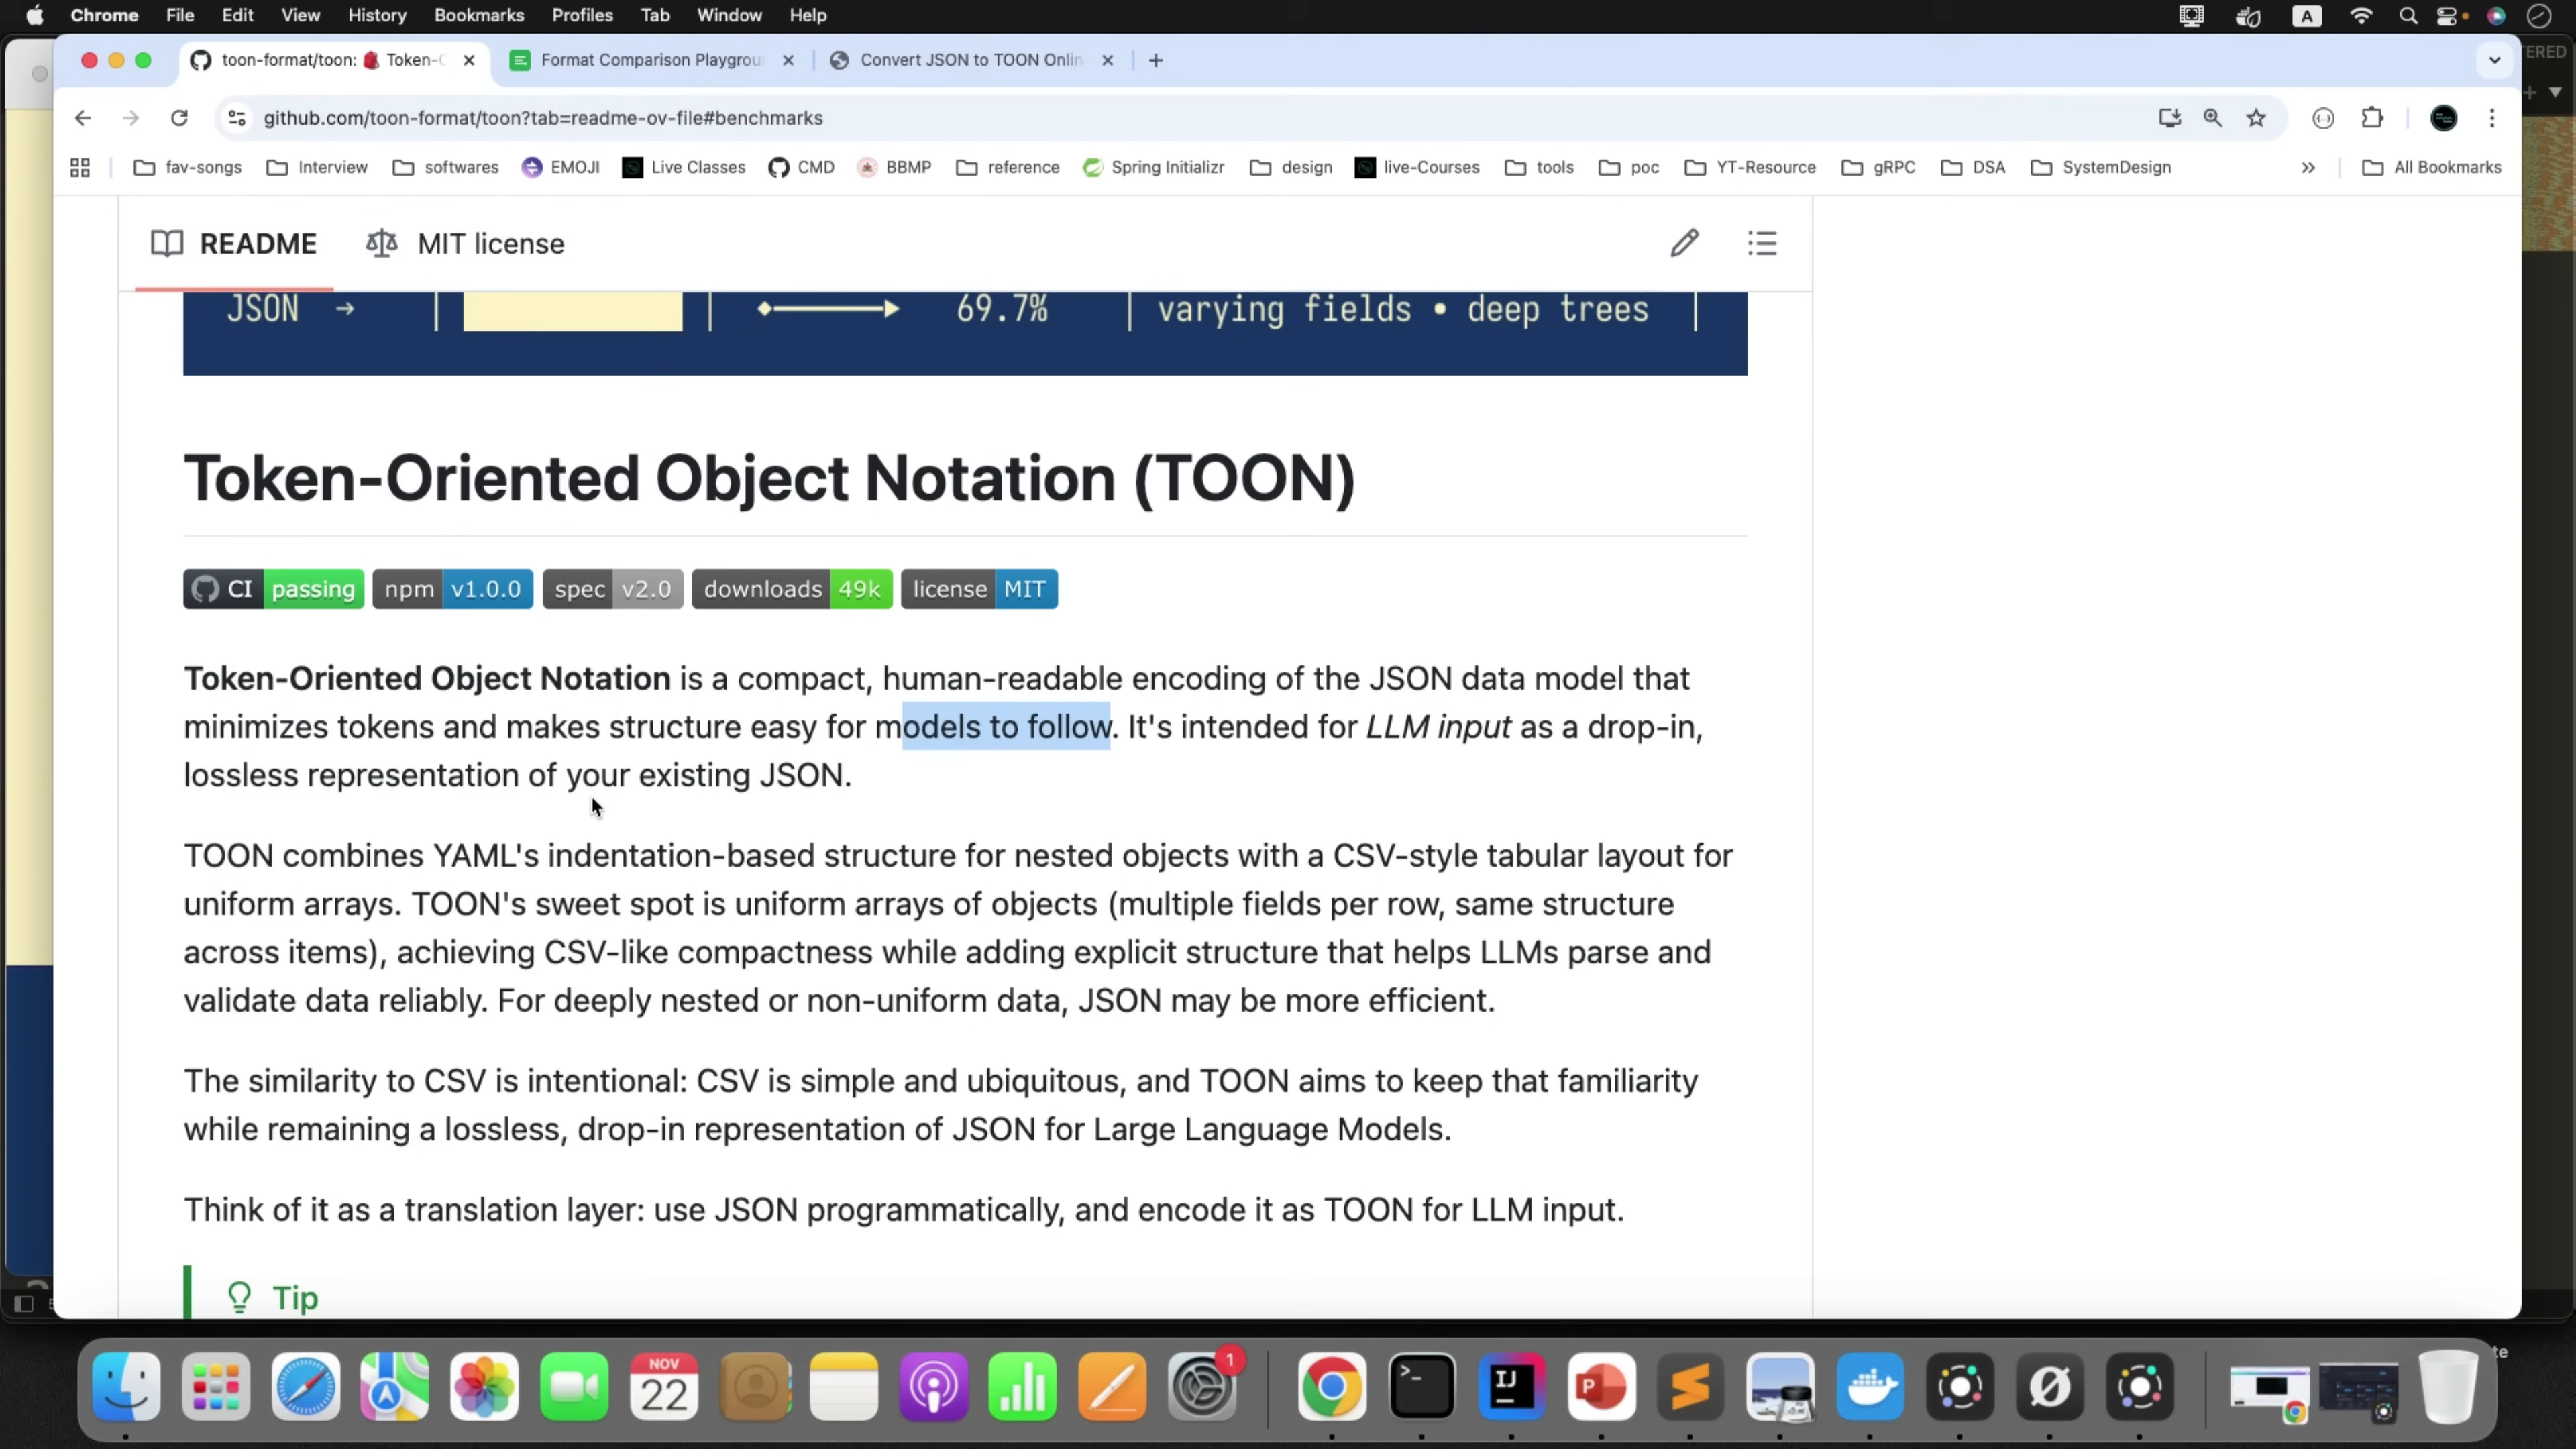 Chrome File Edit View History Bookmarks Profiles Tab Window Help
A
TERED
toon-format/toon: Token-O
Format Comparison Playgrou
Convert JSON to TOON Onlin
github.com/toon-format/toon?tab=readme-ov-file#benchmarks
fav-songs Interview softwares EMOJI Live Classes CMD BBMP reference Spring Initializr design live-Courses tools poc YT-Resource gRPC DSA SystemDesign » All Bookmarks
README MIT license
JSON → | | 69.7% | varying fields • deep trees |
Token-Oriented Object Notation (TOON)
CI passing npm v1.0.0 spec v2.0 downloads 49k license MIT
Token-Oriented Object Notation is a compact, human-readable encoding of the JSON data model that
minimizes tokens and makes structure easy for models to follow. It's intended for LLM input as a drop-in,
lossless representation of your existing JSON.
TOON combines YAML's indentation-based structure for nested objects with a CSV-style tabular layout for
uniform arrays. TOON's sweet spot is uniform arrays of objects (multiple fields per row, same structure
across items), achieving CSV-like compactness while adding explicit structure that helps LLMs parse and
validate data reliably. For deeply nested or non-uniform data, JSON may be more efficient.
The similarity to CSV is intentional: CSV is simple and ubiquitous, and TOON aims to keep that familiarity
while remaining a lossless, drop-in representation of JSON for Large Language Models.
Think of it as a translation layer: use JSON programmatically, and encode it as TOON for LLM input.
Tip
te
NOV
22
1
>_
IJ
P